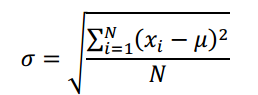 σ = √(∑ᵢ₌₁ᴺ (xᵢ − μ)² / N)